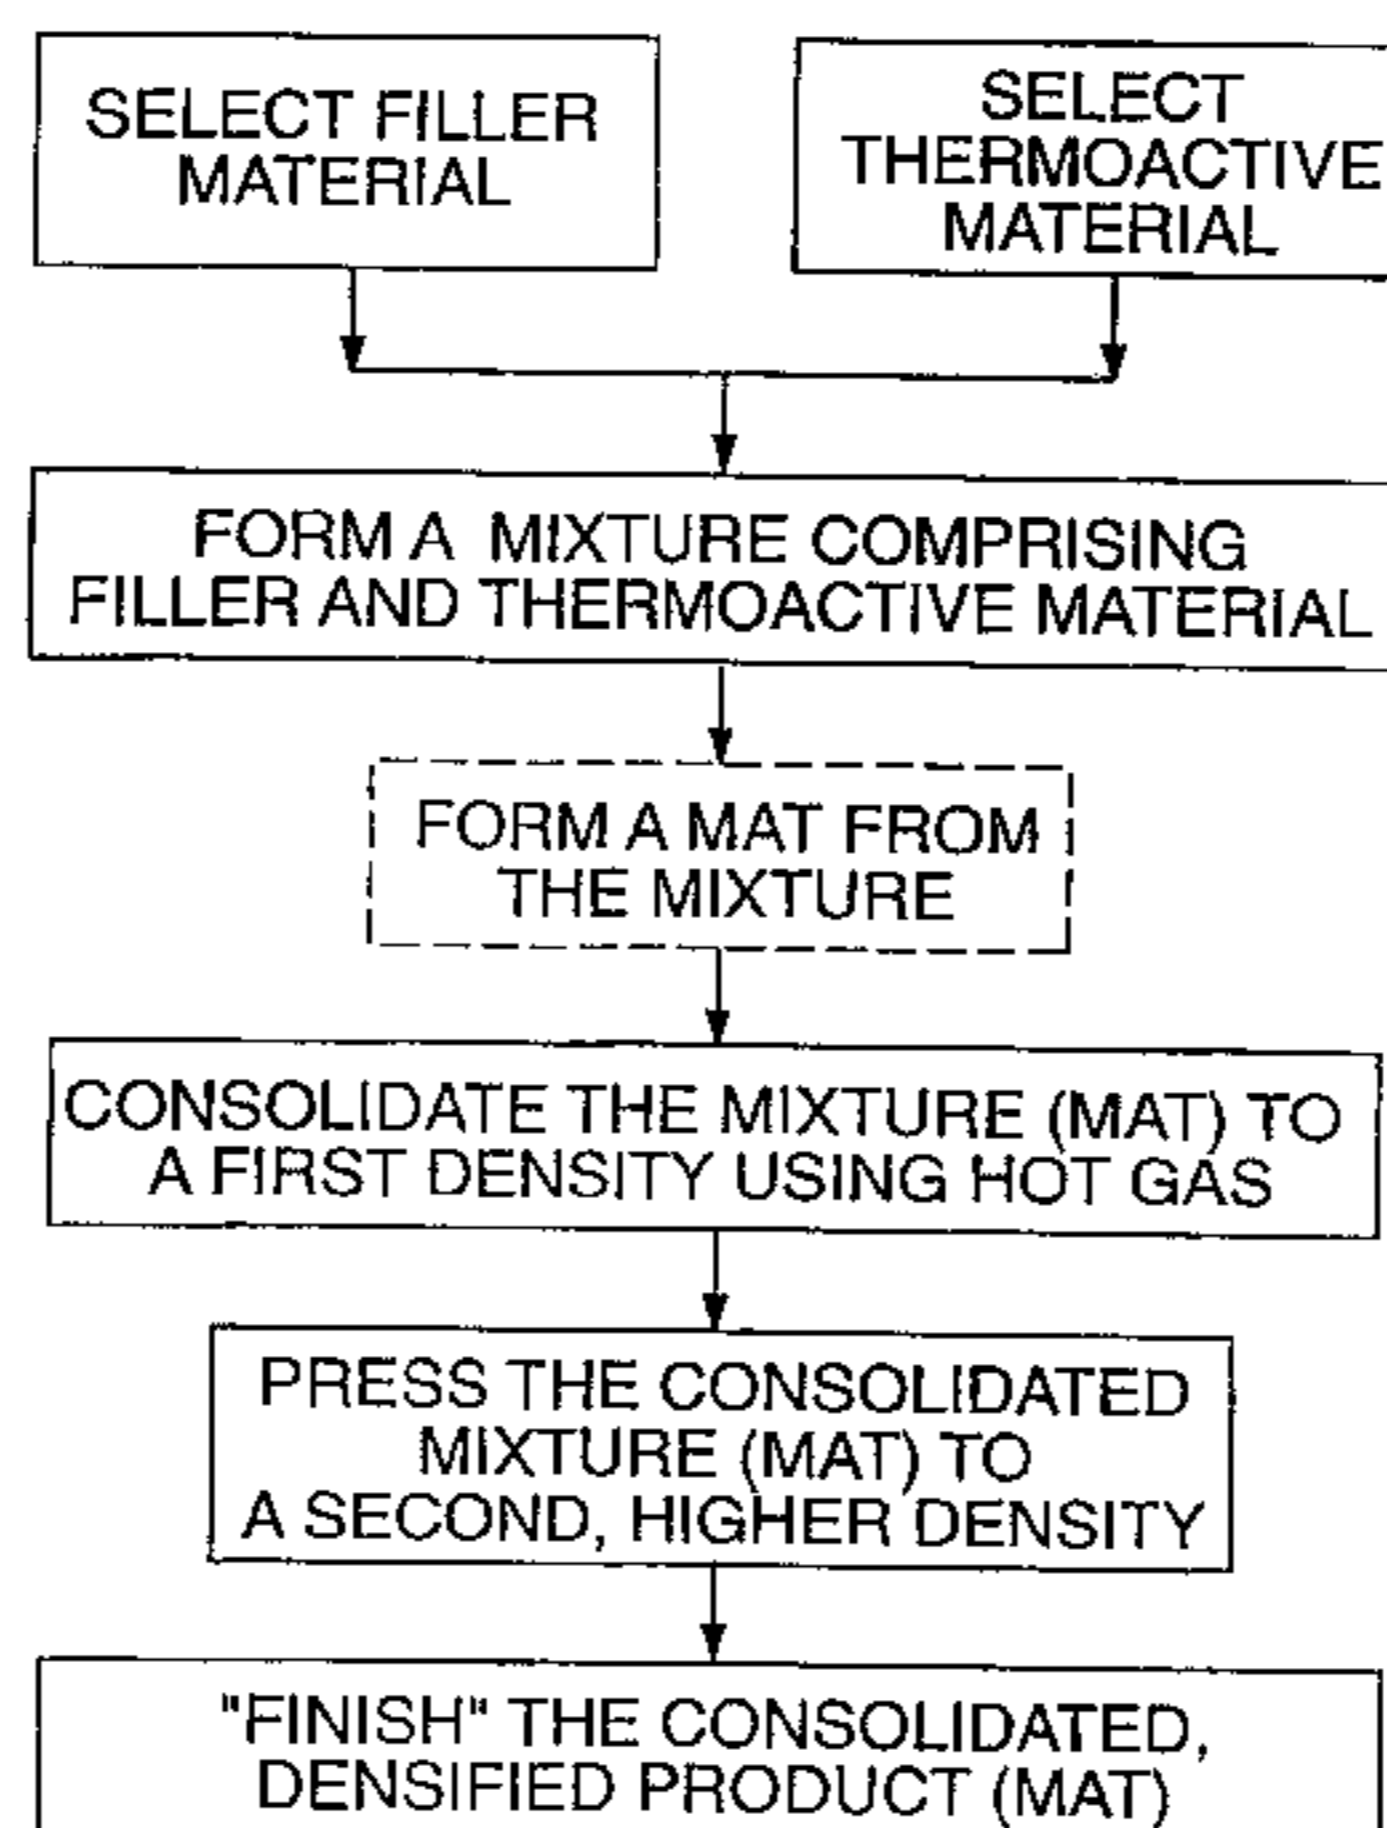 SELECT FILLER
MATERIAL
SELECT
THERMOACTIVE
MATERIAL
FORM A MIXTURE COMPRISING
FILLER AND THERMOACTIVE MATERIAL
FORM A MAT FROM
THE MIXTURE
CONSOLIDATE THE MIXTURE (MAT) TO
A FIRST DENSITY USING HOT GAS
PRESS THE CONSOLIDATED
MIXTURE (MAT) TO
A SECOND, HIGHER DENSITY
"FINISH" THE CONSOLIDATED,
DENSIFIED PRODUCT (MAT)